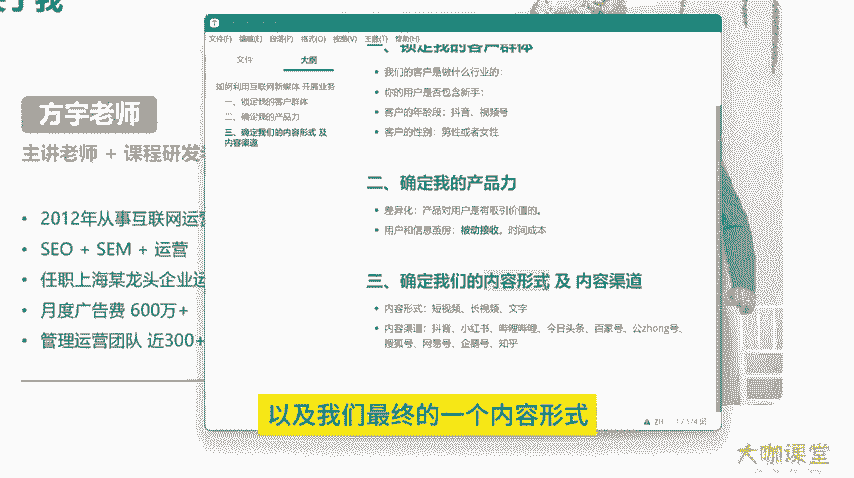 方宇老师
主讲老师 + 课程研发
• 2012年从事互联网运营
• SEO + SEM + 运营
• 任职上海某龙头企业运
• 月度广告费 600万+
• 管理运营团队 近300+
文件(F) 编辑(E) 段落(P) 格式(O) 视图(V) 主题(T) 帮助(H)
文件 大纲
如何利用互联网新媒体 开展业务
一、锁定我的客户群体
二、确定我的产品力
三、确定我们的内容形式 及
内容渠道
一、锁定我的客户群体
• 我们的客户是做什么行业的：
• 你的用户是否包含新手：
• 客户的年龄段：抖音、视频号
• 客户的性别：男性或者女性
二、确定我的产品力
• 差异化：产品对用户是有吸引价值的。
• 用户和信息茧房：被动接收，时间成本
三、确定我们的内容形式 及 内容渠道
• 内容形式：短视频、长视频、文字
• 内容渠道：抖音、小红书、哔哩哔哩、今日头条、百家号、公zhong号、
搜狐号、网易号、企鹅号、知乎
以及我们最终的一个内容形式
大咖课堂